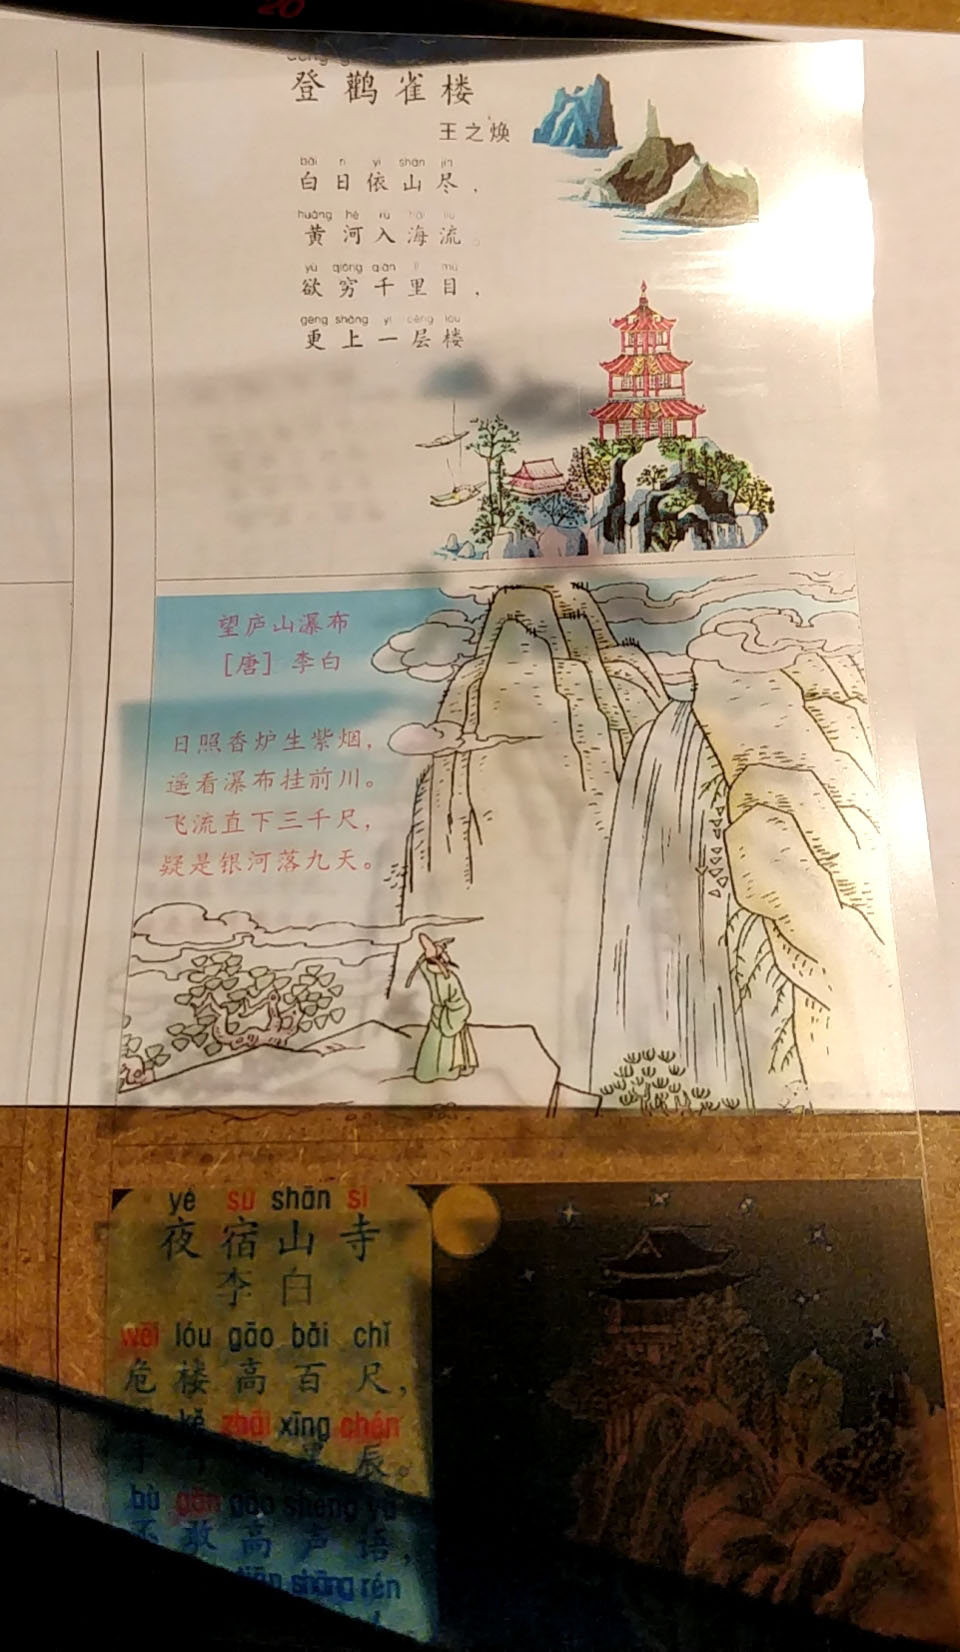 登鹳雀楼
王之焕
bái rì yī shān jìn
白日依山尽，
huáng hé rù hǎi liú
黄河入海流。
yù qióng qiān lǐ mù
欲穷千里目，
gèng shàng yì céng lóu
更上一层楼
望庐山瀑布
［唐］李白
日照香炉生紫烟，
遥看瀑布挂前川。
飞流直下三千尺，
疑是银河落九天。
yè sù shān sì
夜宿山寺
李白
wēi lóu gāo bǎi chǐ
危楼高百尺，
kě zhāi xīng chén
星辰。
bù gǎn gāo shēng yǔ
不敢高声语，
tiān shàng rén